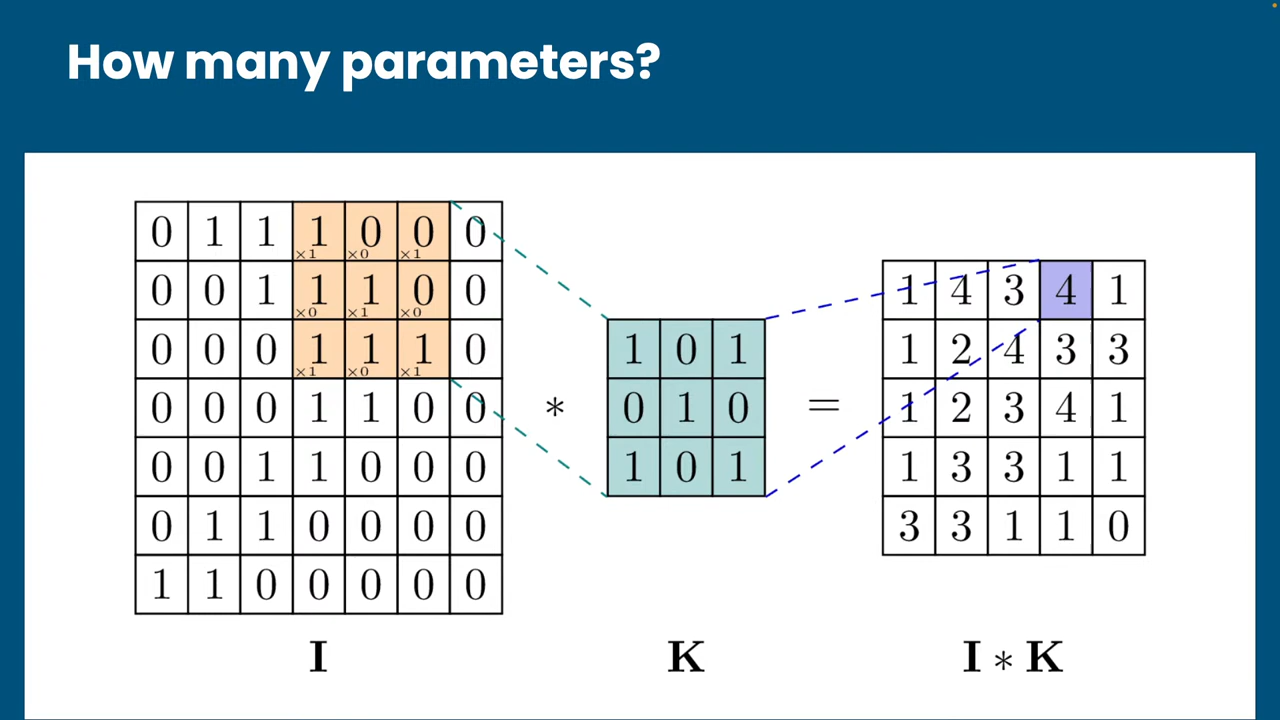 How many parameters?
0 1 1 1 0 0 0
×1 ×0 ×1
0 0 1 1 1 0 0
×0 ×1 ×0
0 0 0 1 1 1 0
×1 ×0 ×1
0 0 0 1 1 0 0
0 0 1 1 0 0 0
0 1 1 0 0 0 0
1 1 0 0 0 0 0
I
*
1 0 1
0 1 0
1 0 1
K
=
1 4 3 4 1
1 2 4 3 3
1 2 3 4 1
1 3 3 1 1
3 3 1 1 0
I * K